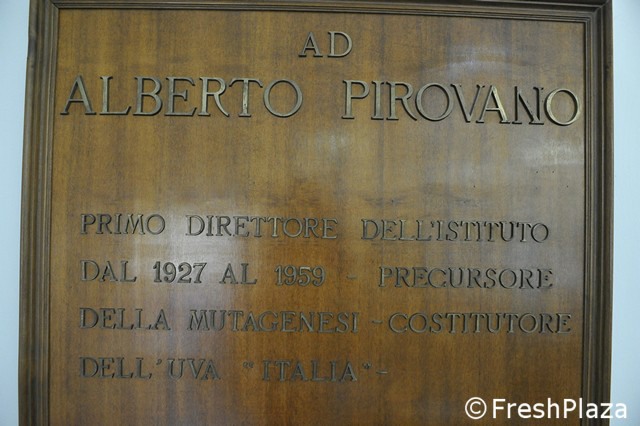 AD
ALBERTO PIROVANO
PRIMO DIRETTORE DELL'ISTITUTO
DAL 1927 AL 1959 - PRECURSORE
DELLA MUTAGENESI - COSTITUTORE
DELL'UVA "ITALIA" -
©FreshPlaza